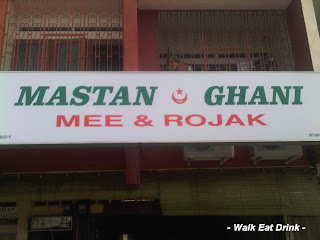 MASTAN GHANI
MEE & ROJAK
- Walk Eat Drink -